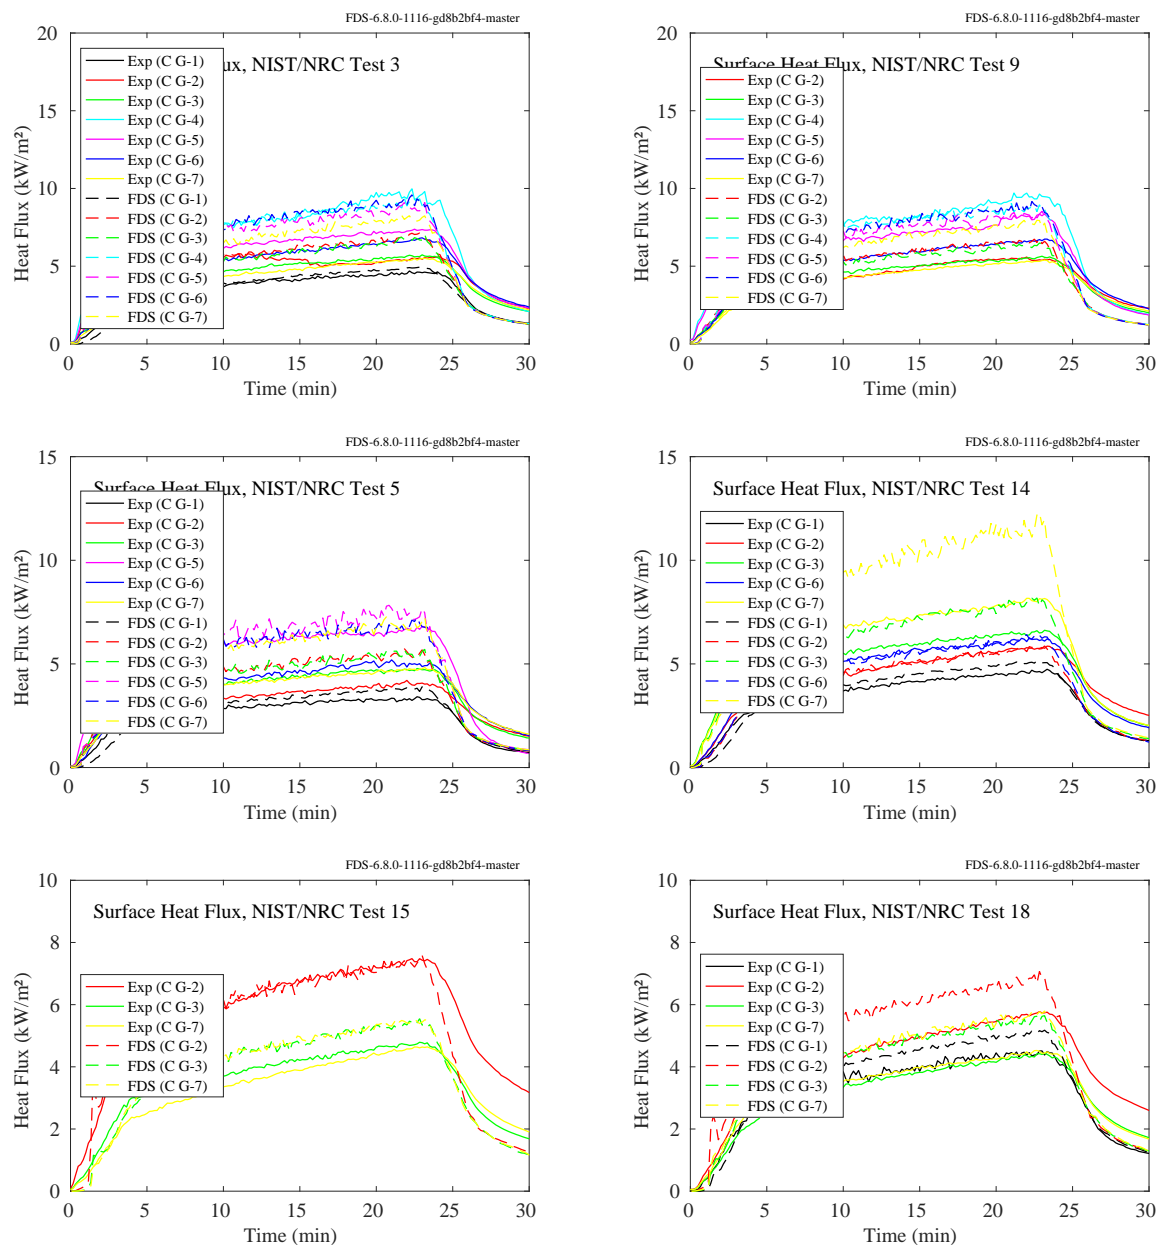 FDS-6.8.0-1116-gd8b2bf4-master
ux, NIST/NRC Test 3
Heat Flux (kW/m²)
20
15
10
5
0
Exp (C G-1)
Exp (C G-2)
Exp (C G-3)
Exp (C G-4)
Exp (C G-5)
Exp (C G-6)
Exp (C G-7)
FDS (C G-1)
FDS (C G-2)
FDS (C G-3)
FDS (C G-4)
FDS (C G-5)
FDS (C G-6)
FDS (C G-7)
0 5 10 15 20 25 30
Time (min)
FDS-6.8.0-1116-gd8b2bf4-master
Surface Heat Flux, NIST/NRC Test 9
Heat Flux (kW/m²)
20
15
10
5
0
Exp (C G-2)
Exp (C G-3)
Exp (C G-4)
Exp (C G-5)
Exp (C G-6)
Exp (C G-7)
FDS (C G-2)
FDS (C G-3)
FDS (C G-4)
FDS (C G-5)
FDS (C G-6)
FDS (C G-7)
0 5 10 15 20 25 30
Time (min)
FDS-6.8.0-1116-gd8b2bf4-master
Surface Heat Flux, NIST/NRC Test 5
Heat Flux (kW/m²)
15
10
5
0
Exp (C G-1)
Exp (C G-2)
Exp (C G-3)
Exp (C G-5)
Exp (C G-6)
Exp (C G-7)
FDS (C G-1)
FDS (C G-2)
FDS (C G-3)
FDS (C G-5)
FDS (C G-6)
FDS (C G-7)
0 5 10 15 20 25 30
Time (min)
FDS-6.8.0-1116-gd8b2bf4-master
Surface Heat Flux, NIST/NRC Test 14
Heat Flux (kW/m²)
15
10
5
0
Exp (C G-1)
Exp (C G-2)
Exp (C G-3)
Exp (C G-6)
Exp (C G-7)
FDS (C G-1)
FDS (C G-2)
FDS (C G-3)
FDS (C G-6)
FDS (C G-7)
0 5 10 15 20 25 30
Time (min)
FDS-6.8.0-1116-gd8b2bf4-master
Surface Heat Flux, NIST/NRC Test 15
Heat Flux (kW/m²)
10
8
6
4
2
0
Exp (C G-2)
Exp (C G-3)
Exp (C G-7)
FDS (C G-2)
FDS (C G-3)
FDS (C G-7)
0 5 10 15 20 25 30
Time (min)
FDS-6.8.0-1116-gd8b2bf4-master
Surface Heat Flux, NIST/NRC Test 18
Heat Flux (kW/m²)
10
8
6
4
2
0
Exp (C G-1)
Exp (C G-2)
Exp (C G-3)
Exp (C G-7)
FDS (C G-1)
FDS (C G-2)
FDS (C G-3)
FDS (C G-7)
0 5 10 15 20 25 30
Time (min)